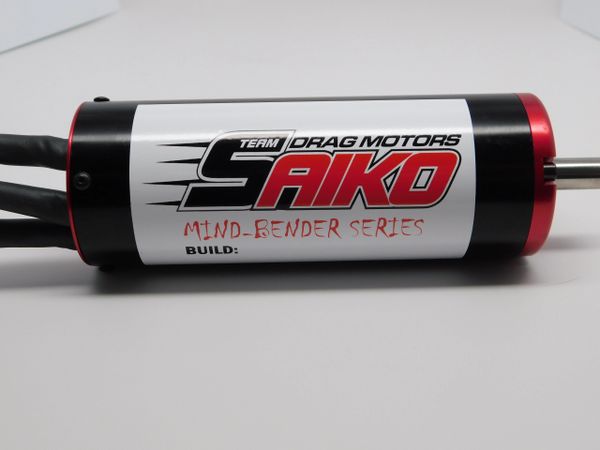 TEAM DRAG MOTORS
SAIKO
MIND-BENDER SERIES
BUILD: